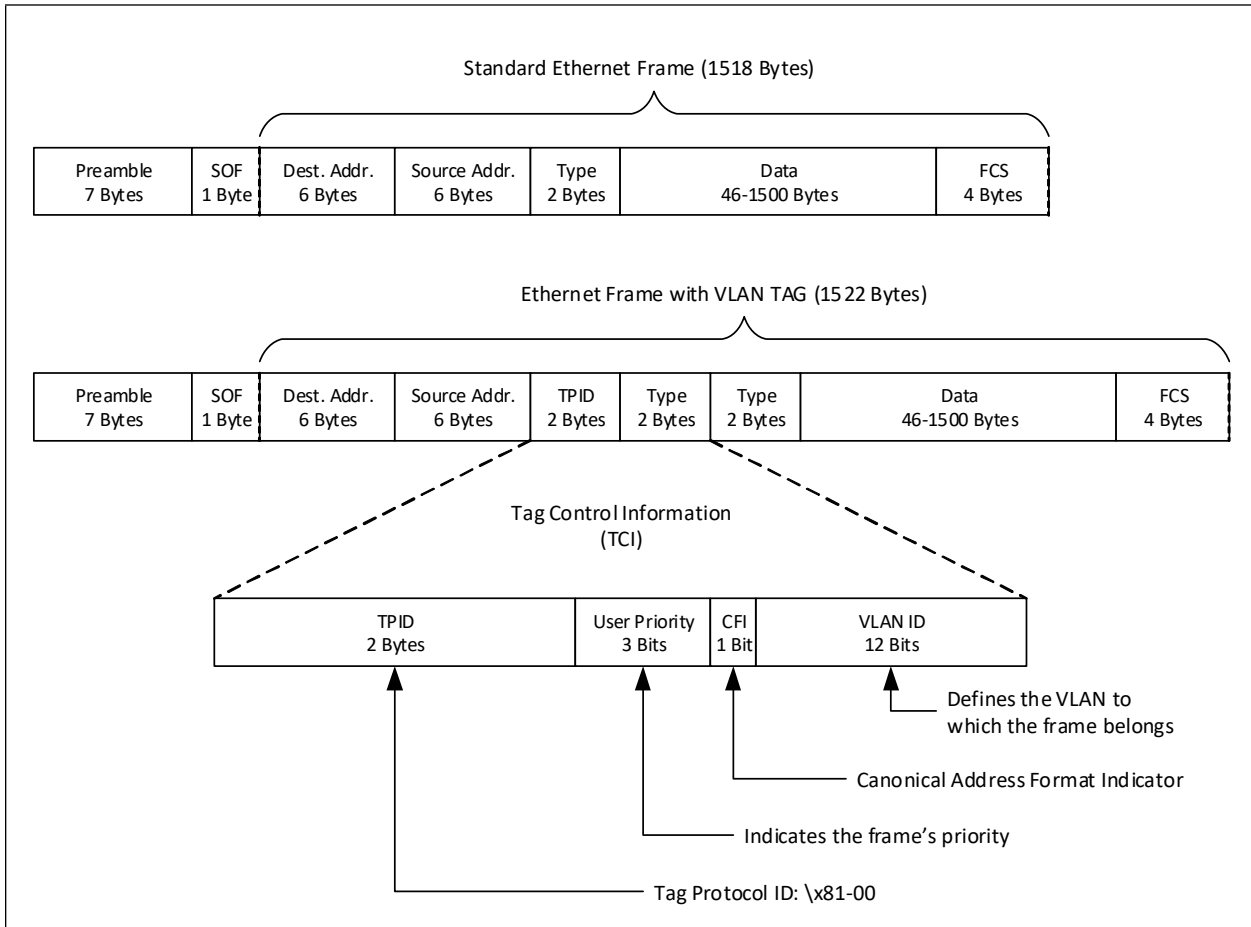 Standard Ethernet Frame (1518 Bytes)
Preamble
7 Bytes
SOF
1 Byte
Dest. Addr.
6 Bytes
Source Addr.
6 Bytes
Type
2 Bytes
Data
46-1500 Bytes
FCS
4 Bytes
Ethernet Frame with VLAN TAG (1522 Bytes)
Preamble
7 Bytes
SOF
1 Byte
Dest. Addr.
6 Bytes
Source Addr.
6 Bytes
TPID
2 Bytes
Type
2 Bytes
Type
2 Bytes
Data
46-1500 Bytes
FCS
4 Bytes
Tag Control Information
(TCI)
TPID
2 Bytes
User Priority
3 Bits
CFI
1 Bit
VLAN ID
12 Bits
Defines the VLAN to
which the frame belongs
Canonical Address Format Indicator
Indicates the frame’s priority
Tag Protocol ID: \x81-00